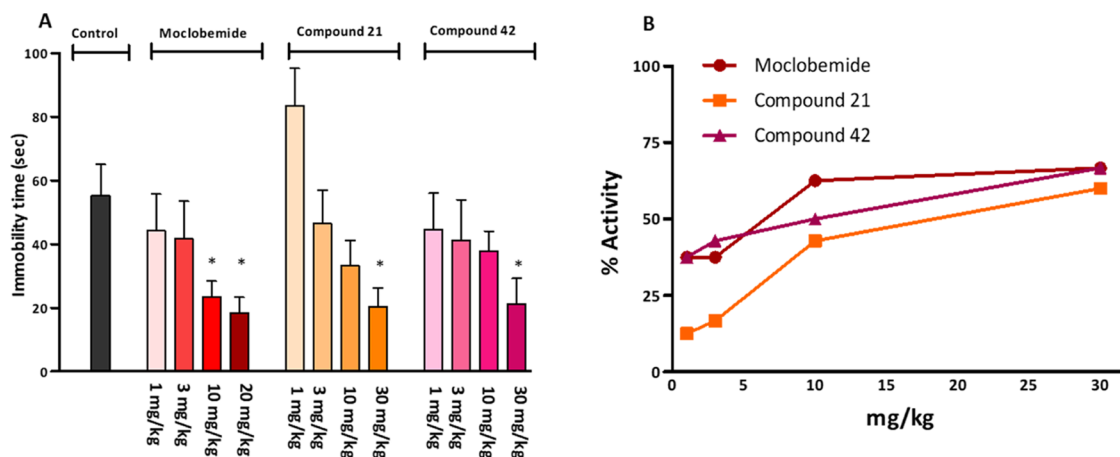 A
Control
Moclobemide
Compound 21
Compound 42
Immobility time (sec)
100
80
60
40
20
0
*
*
*
*
1 mg/kg
3 mg/kg
10 mg/kg
20 mg/kg
1 mg/kg
3 mg/kg
10 mg/kg
30 mg/kg
1 mg/kg
3 mg/kg
10 mg/kg
30 mg/kg
B
Moclobemide
Compound 21
Compound 42
% Activity
100
75
50
25
0
0
5
10
15
20
25
30
mg/kg